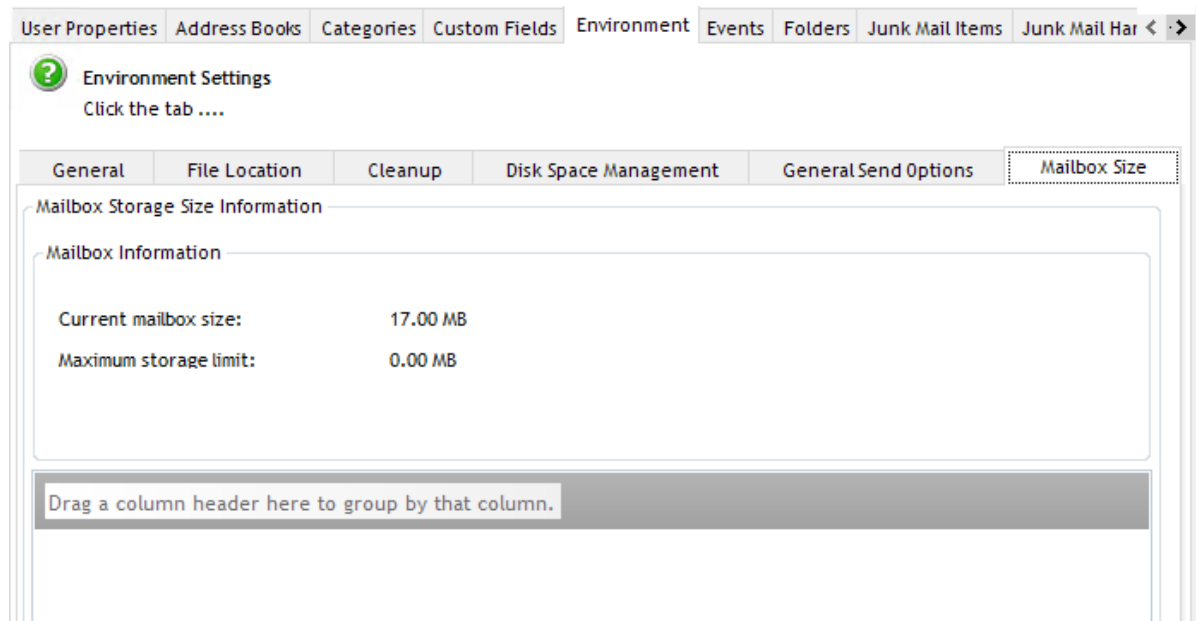 User Properties Address Books Categories Custom Fields Environment Events Folders Junk Mail Items Junk Mail Har
Environment Settings
Click the tab ....
General File Location Cleanup Disk Space Management General Send Options Mailbox Size
Mailbox Storage Size Information
Mailbox Information
Current mailbox size: 17.00 MB
Maximum storage limit: 0.00 MB
Drag a column header here to group by that column.